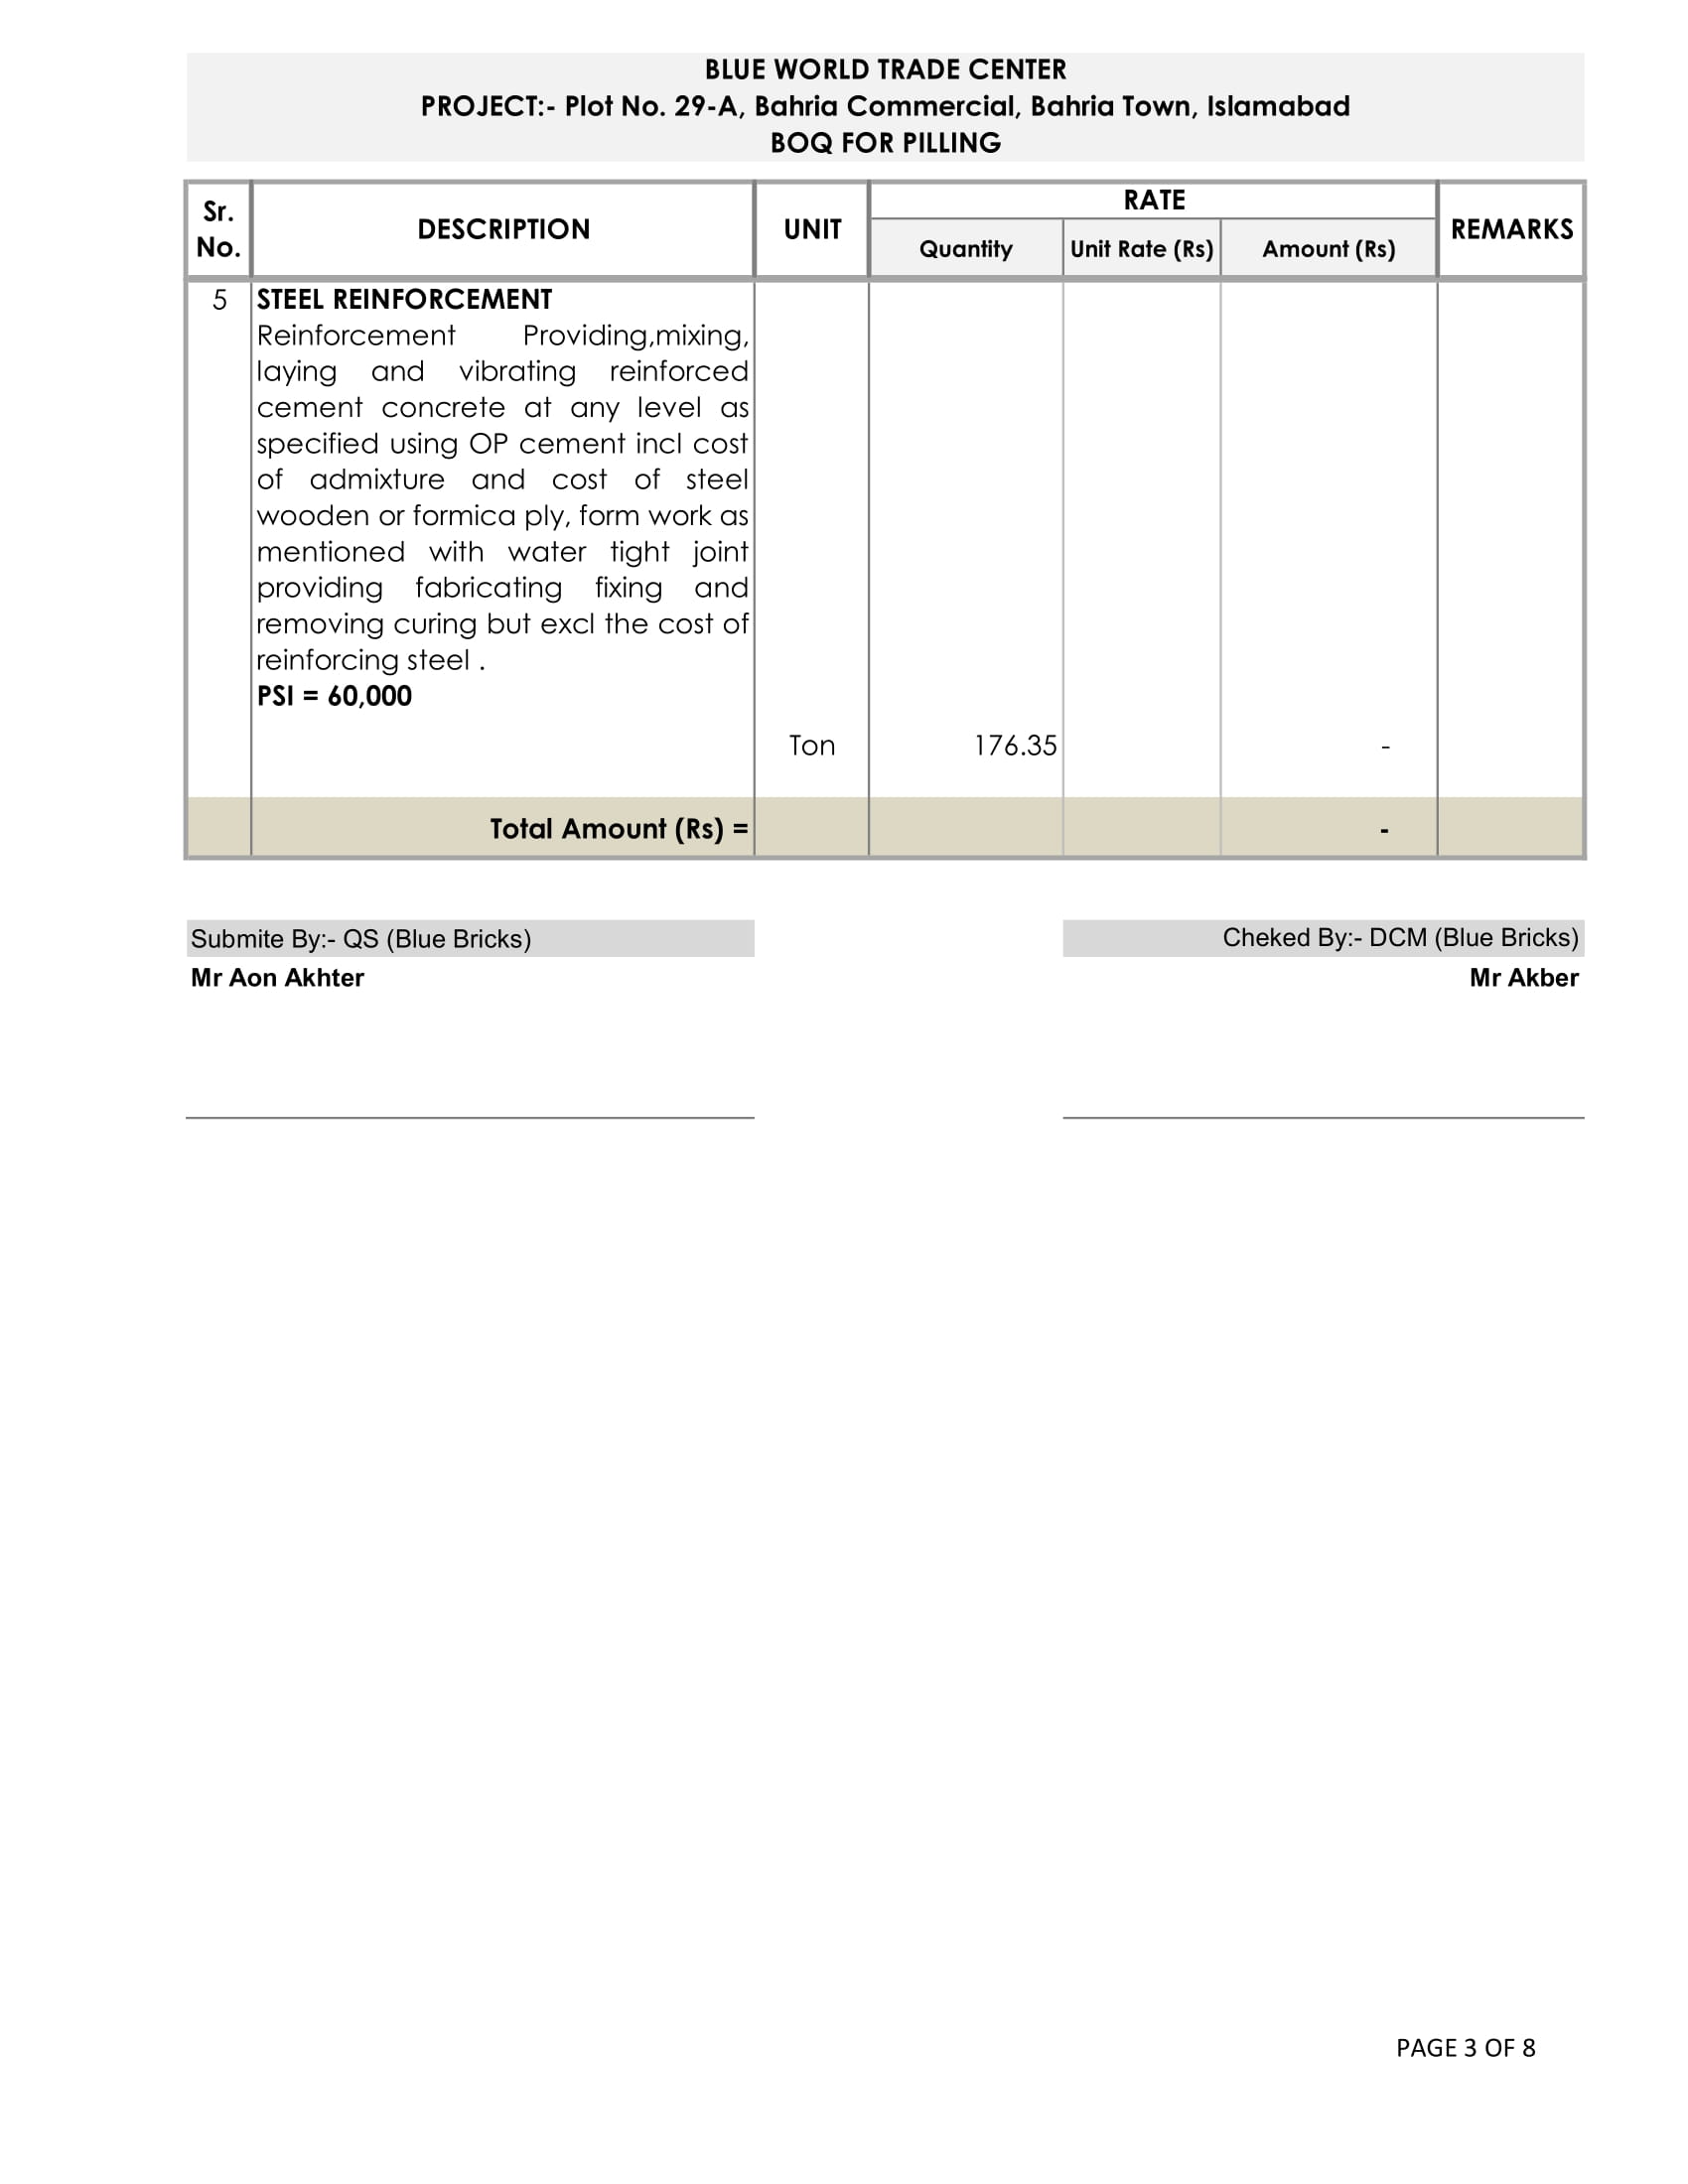 BLUE WORLD TRADE CENTER
PROJECT:- Plot No. 29-A, Bahria Commercial, Bahria Town, Islamabad
BOQ FOR PILLING
Sr. No. DESCRIPTION UNIT RATE REMARKS
Quantity Unit Rate (Rs) Amount (Rs)
5 STEEL REINFORCEMENT
Reinforcement Providing,mixing,
laying and vibrating reinforced
cement concrete at any level as
specified using OP cement incl cost
of admixture and cost of steel
wooden or formica ply, form work as
mentioned with water tight joint
providing fabricating fixing and
removing curing but excl the cost of
reinforcing steel .
PSI = 60,000
Ton 176.35 -
Total Amount (Rs) = -
Submite By:- QS (Blue Bricks) Cheked By:- DCM (Blue Bricks)
Mr Aon Akhter Mr Akber
PAGE 3 OF 8